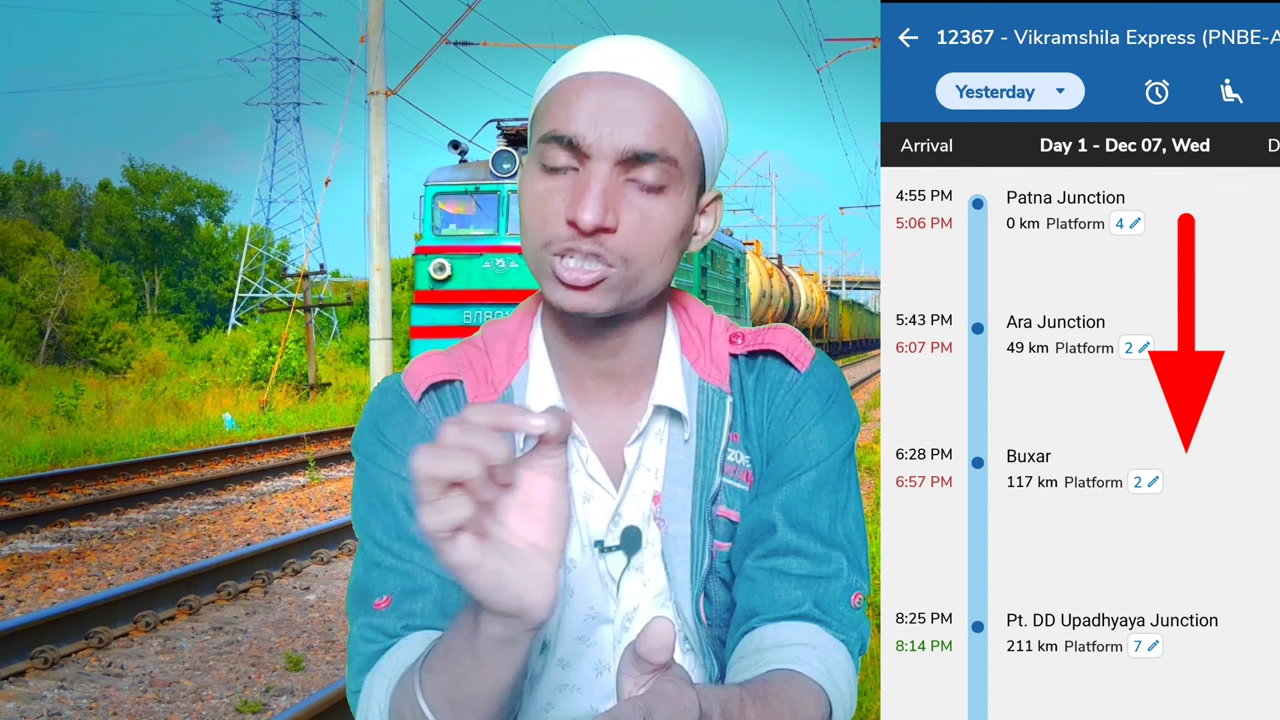 12367 - Vikramshila Express (PNBE-A
Yesterday
Arrival
Day 1 - Dec 07, Wed
D
4:55 PM
Patna Junction
5:06 PM
0 km Platform 4
5:43 PM
Ara Junction
6:07 PM
49 km Platform 2
6:28 PM
Buxar
6:57 PM
117 km Platform 2
8:25 PM
Pt. DD Upadhyaya Junction
8:14 PM
211 km Platform 7
ВЛ80